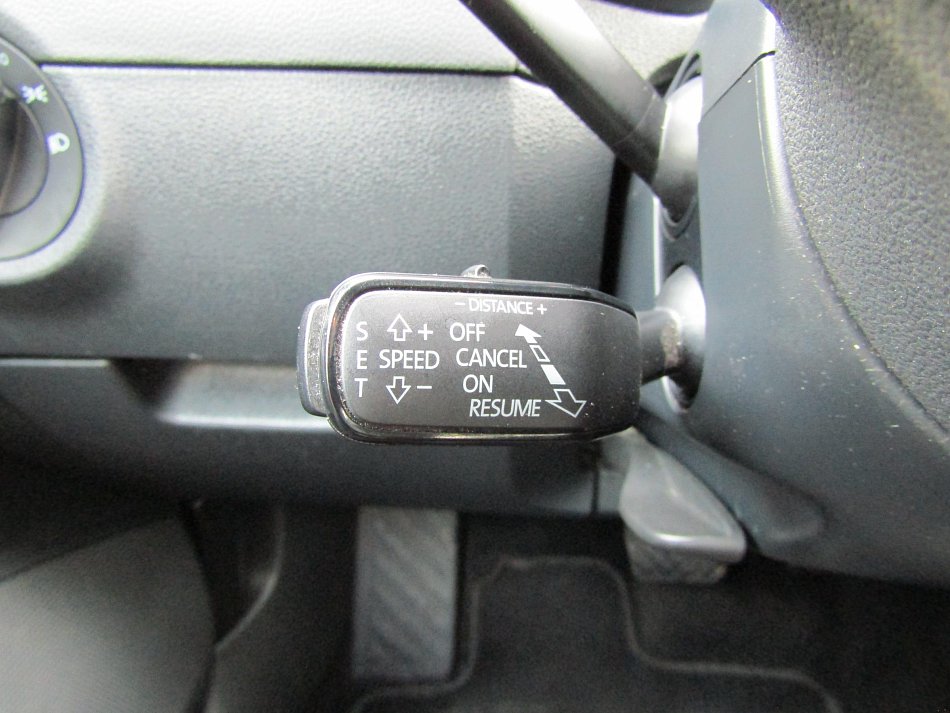 - DISTANCE +
S + OFF
E SPEED CANCEL
T - ON
RESUME